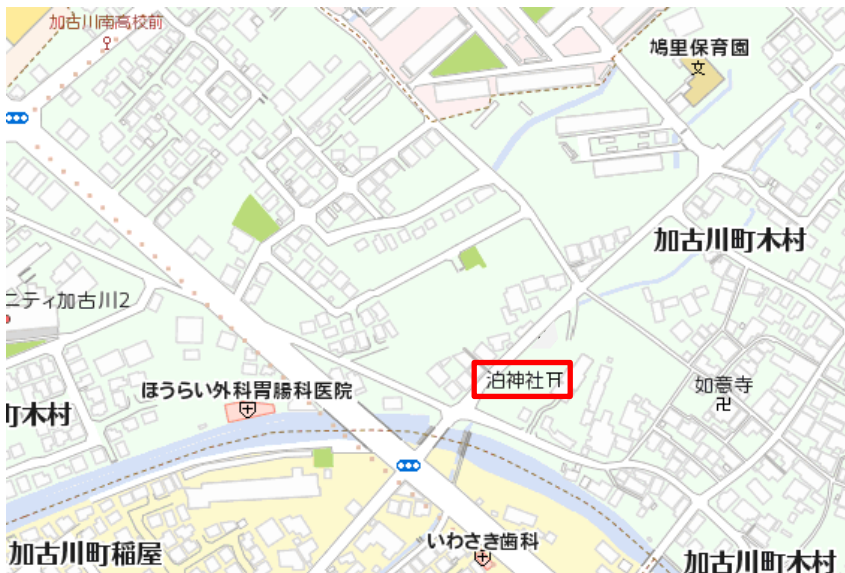 加古川南高校前
鳩里保育園
文
加古川町木村
ニティ加古川2
泊神社
ほうらい外科胃腸科医院
如意寺
卍
町木村
いわさき歯科
加古川町稲屋
加古川町木村